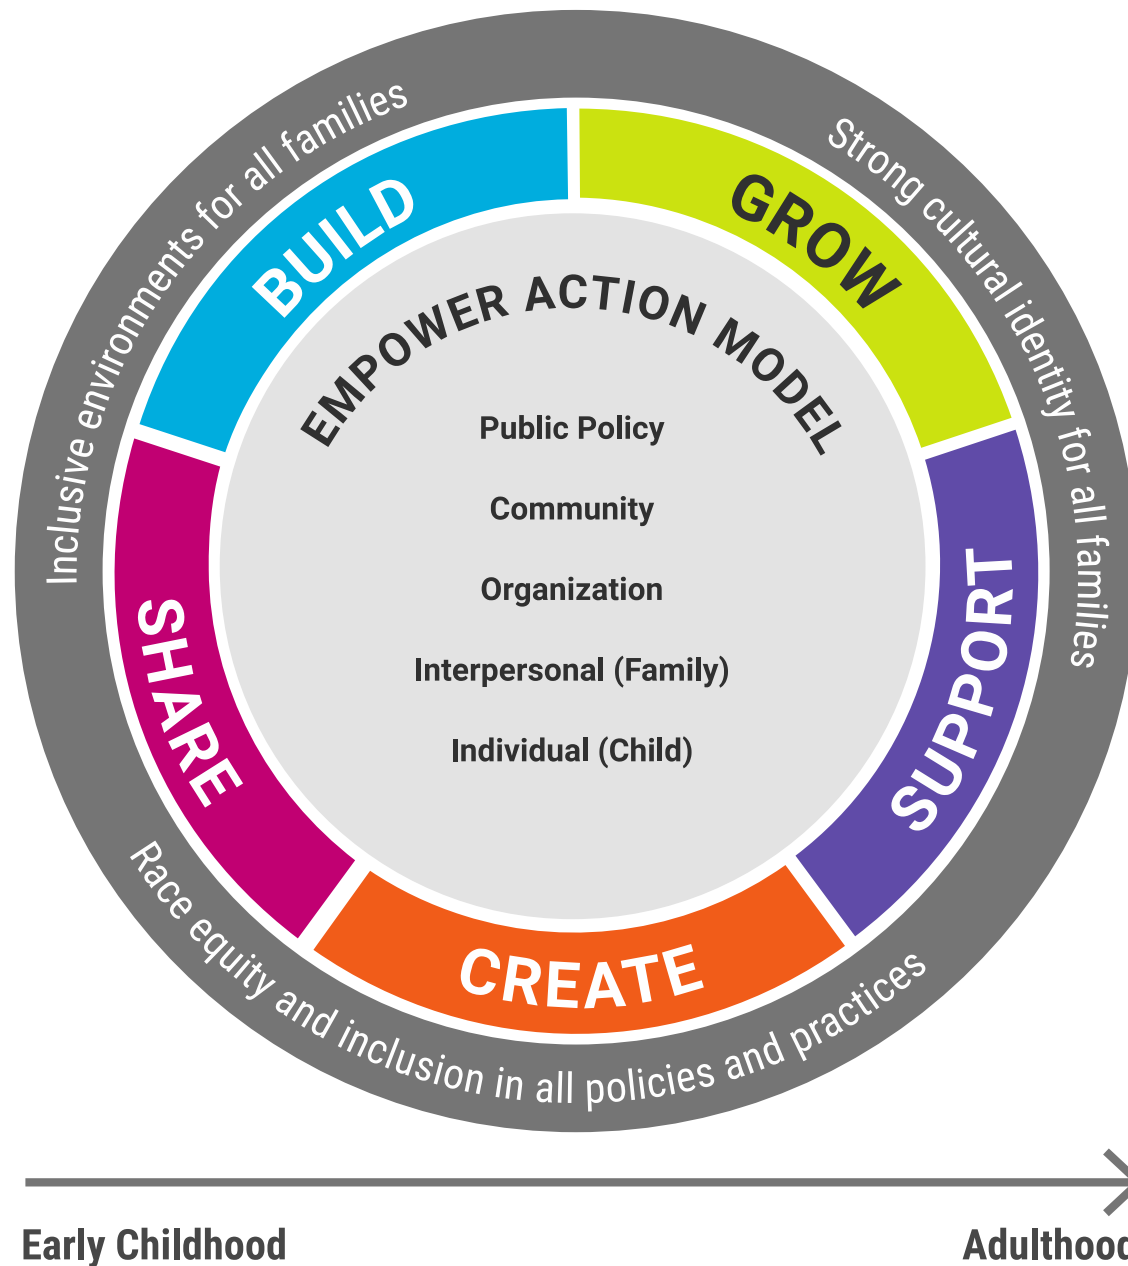 Inclusive environments for all families
Strong cultural identity for all families
BUILD
GROW
EMPOWER ACTION MODEL
Public Policy
Community
Organization
Interpersonal (Family)
Individual (Child)
SHARE
SUPPORT
CREATE
Race equity and inclusion in all policies and practices
Early Childhood
Adulthood